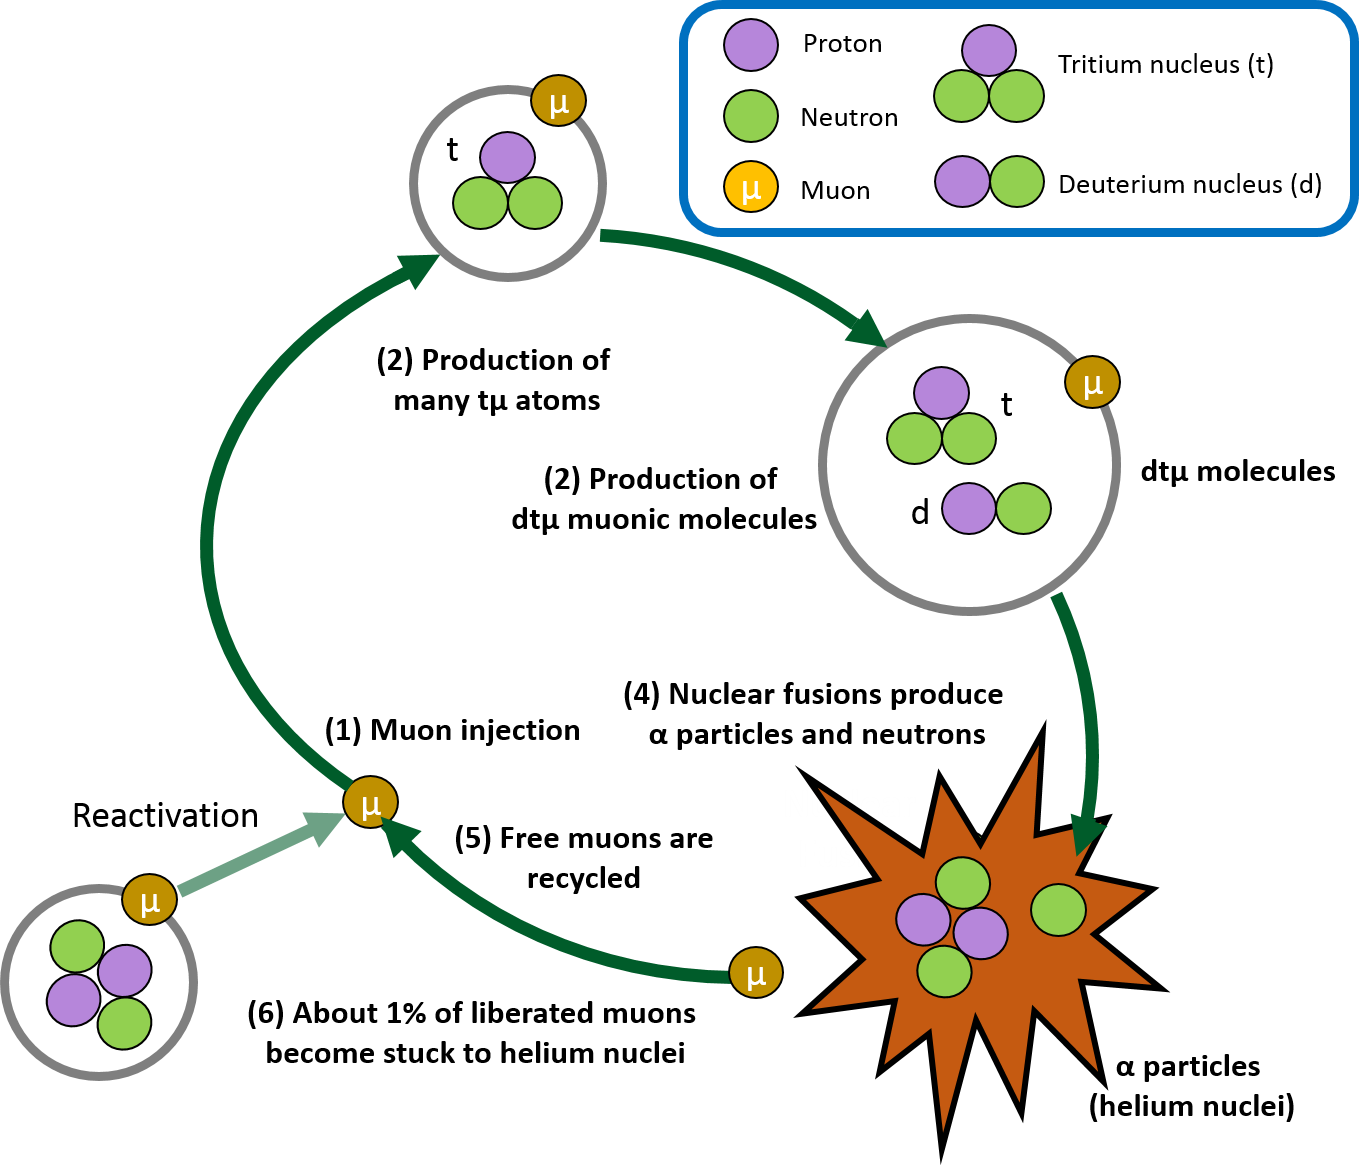 Proton
Neutron
μ
Muon
Tritium nucleus (t)
Deuterium nucleus (d)
μ
t
(2) Production of
many tμ atoms
μ
t
d
dtμ molecules
(2) Production of
dtμ muonic molecules
(4) Nuclear fusions produce
α particles and neutrons
α particles
(helium nuclei)
(1) Muon injection
μ
(5) Free muons are
recycled
μ
Reactivation
μ
(6) About 1% of liberated muons
become stuck to helium nuclei